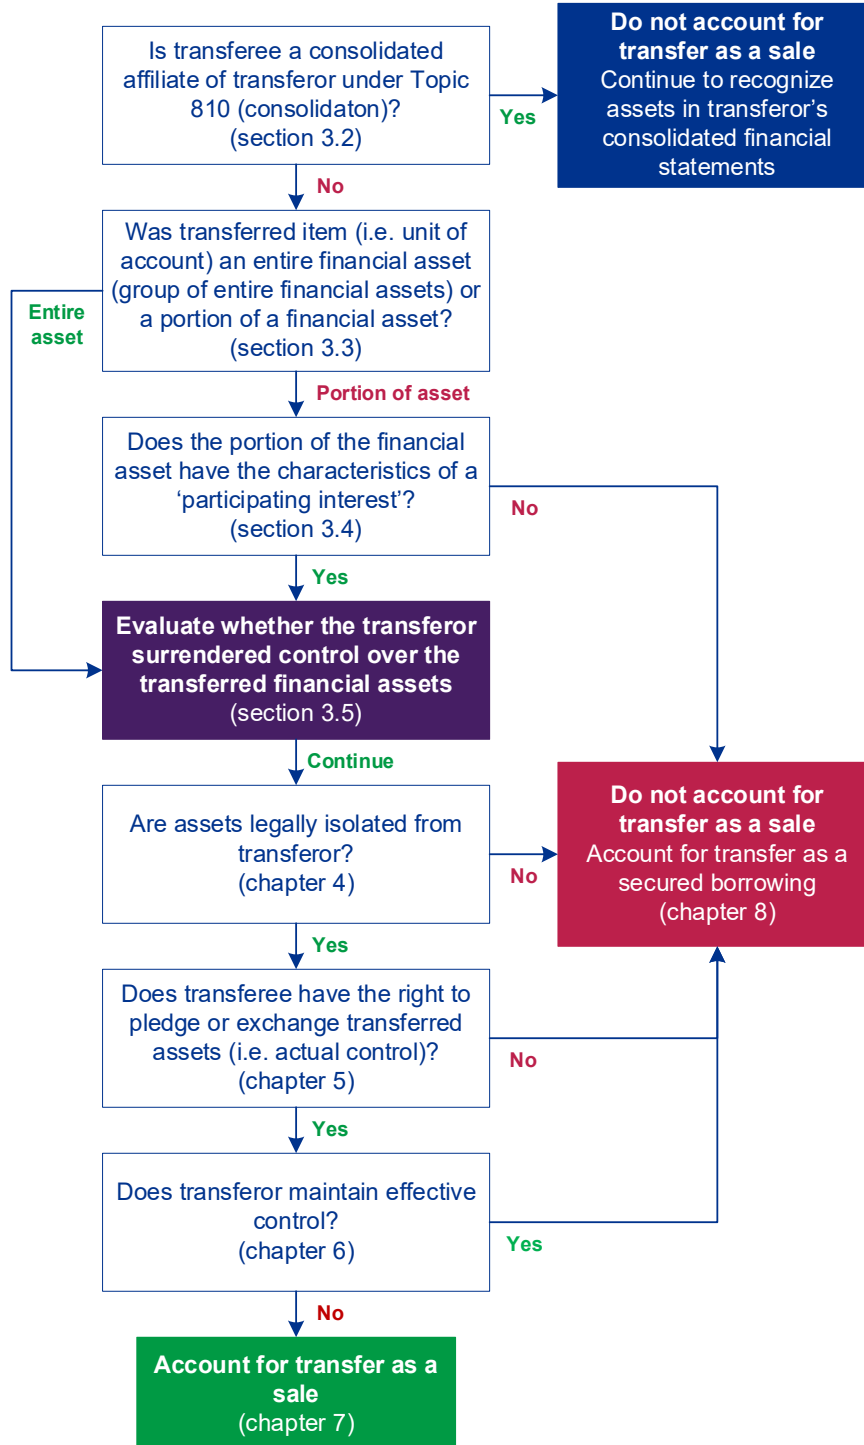 Is transferee a consolidated
affiliate of transferor under Topic
810 (consolidaton)?
(section 3.2)
Yes
Do not account for
transfer as a sale
Continue to recognize
assets in transferor’s
consolidated financial
statements
No
Was transferred item (i.e. unit of
account) an entire financial asset
(group of entire financial assets) or
a portion of a financial asset?
(section 3.3)
Entire
asset
Portion of asset
Does the portion of the financial
asset have the characteristics of a
‘participating interest’?
(section 3.4)
No
Yes
Evaluate whether the transferor
surrendered control over the
transferred financial assets
(section 3.5)
Continue
Are assets legally isolated from
transferor?
(chapter 4)
No
Do not account for
transfer as a sale
Account for transfer as a
secured borrowing
(chapter 8)
Yes
Does transferee have the right to
pledge or exchange transferred
assets (i.e. actual control)?
(chapter 5)
No
Yes
Does transferor maintain effective
control?
(chapter 6)
Yes
No
Account for transfer as a
sale
(chapter 7)